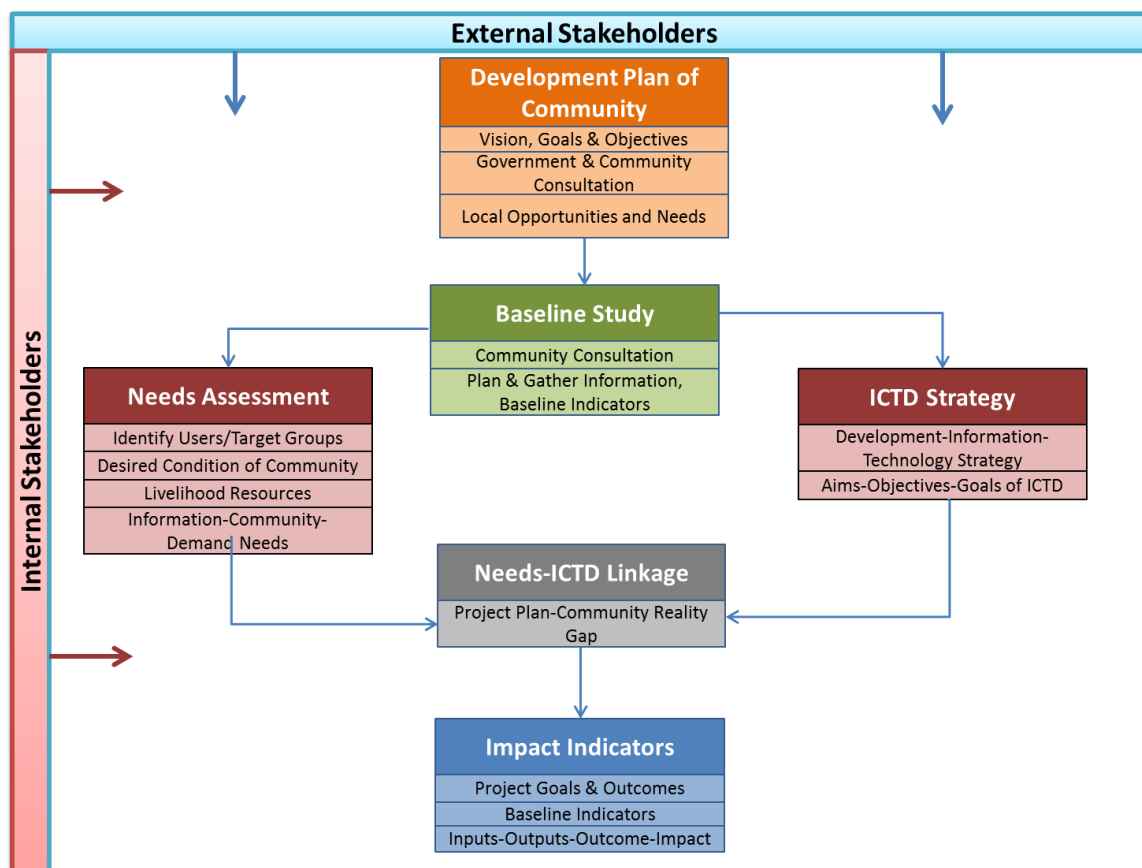 External Stakeholders
Internal Stakeholders
Development Plan of
Community
Vision, Goals & Objectives
Government & Community
Consultation
Local Opportunities and Needs
Baseline Study
Community Consultation
Plan & Gather Information,
Baseline Indicators
Needs Assessment
Identify Users/Target Groups
Desired Condition of Community
Livelihood Resources
Information-Community-
Demand Needs
ICTD Strategy
Development-Information-
Technology Strategy
Aims-Objectives-Goals of ICTD
Needs-ICTD Linkage
Project Plan-Community Reality
Gap
Impact Indicators
Project Goals & Outcomes
Baseline Indicators
Inputs-Outputs-Outcome-Impact